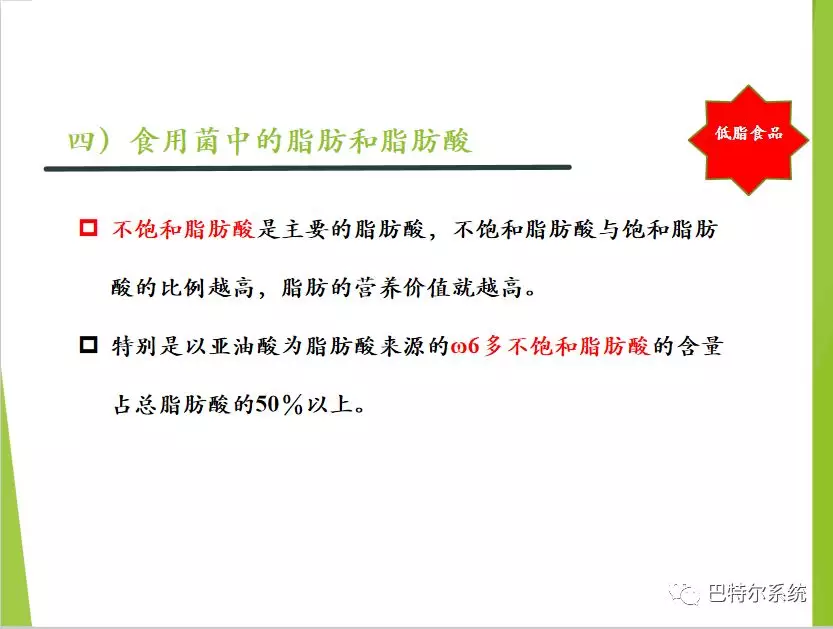 四）食用菌中的脂肪和脂肪酸
低脂食品
不饱和脂肪酸是主要的脂肪酸，不饱和脂肪酸与饱和脂肪
酸的比例越高，脂肪的营养价值就越高。
特别是以亚油酸为脂肪酸来源的ω6多不饱和脂肪酸的含量
占总脂肪酸的50％以上。
巴特尔系统